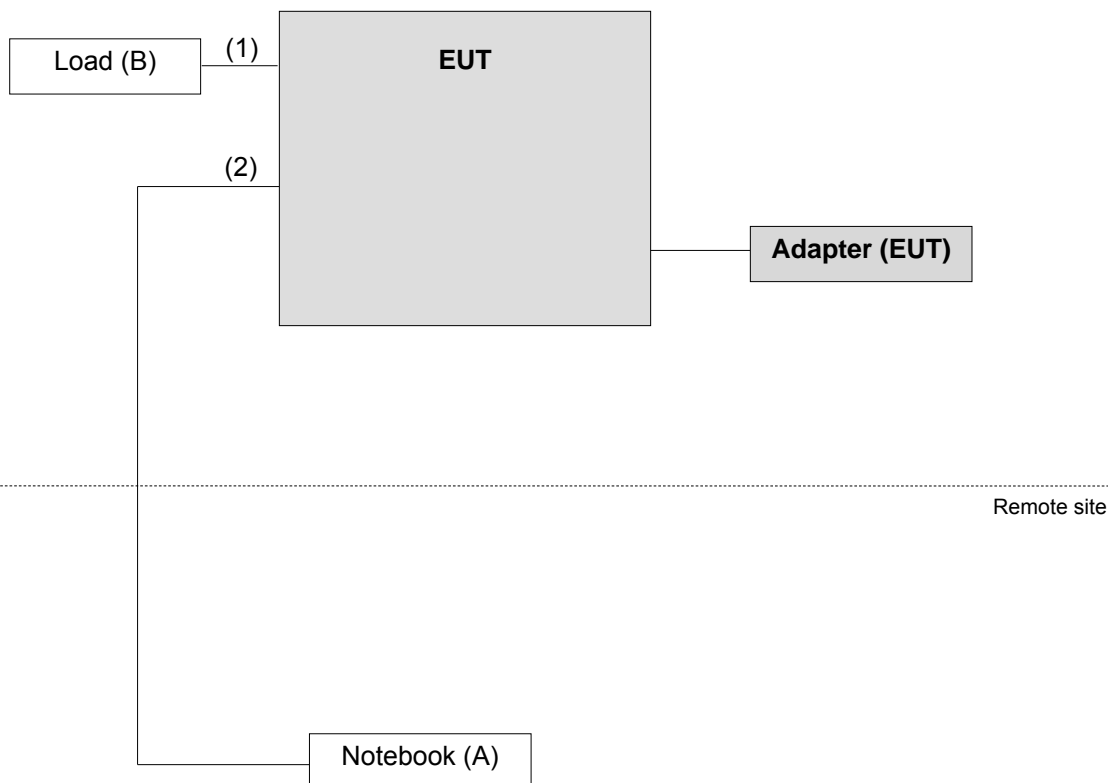 (1)
Load (B)
EUT
(2)
Adapter (EUT)
Remote site
Notebook (A)